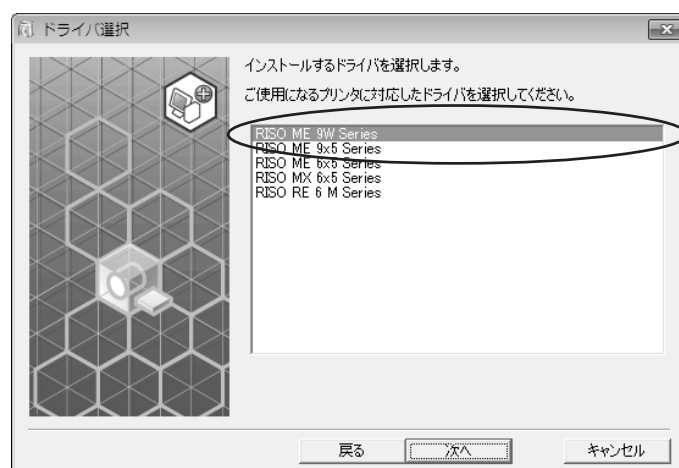 ドライバ選択
インストールするドライバを選択します。
ご使用になるプリンタに対応したドライバを選択してください。
RISO ME 9W Series
RISO ME 9x5 Series
RISO ME 6x5 Series
RISO MX 6x5 Series
RISO RE 6 M Series
戻る
次へ
キャンセル